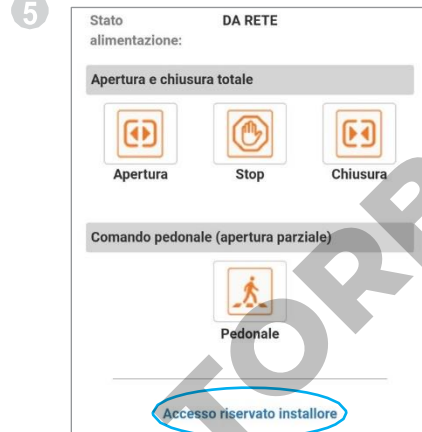 5
Stato DA RETE
alimentazione:
Apertura e chiusura totale
Apertura Stop Chiusura
Comando pedonale (apertura parziale)
Pedonale
Accesso riservato installore